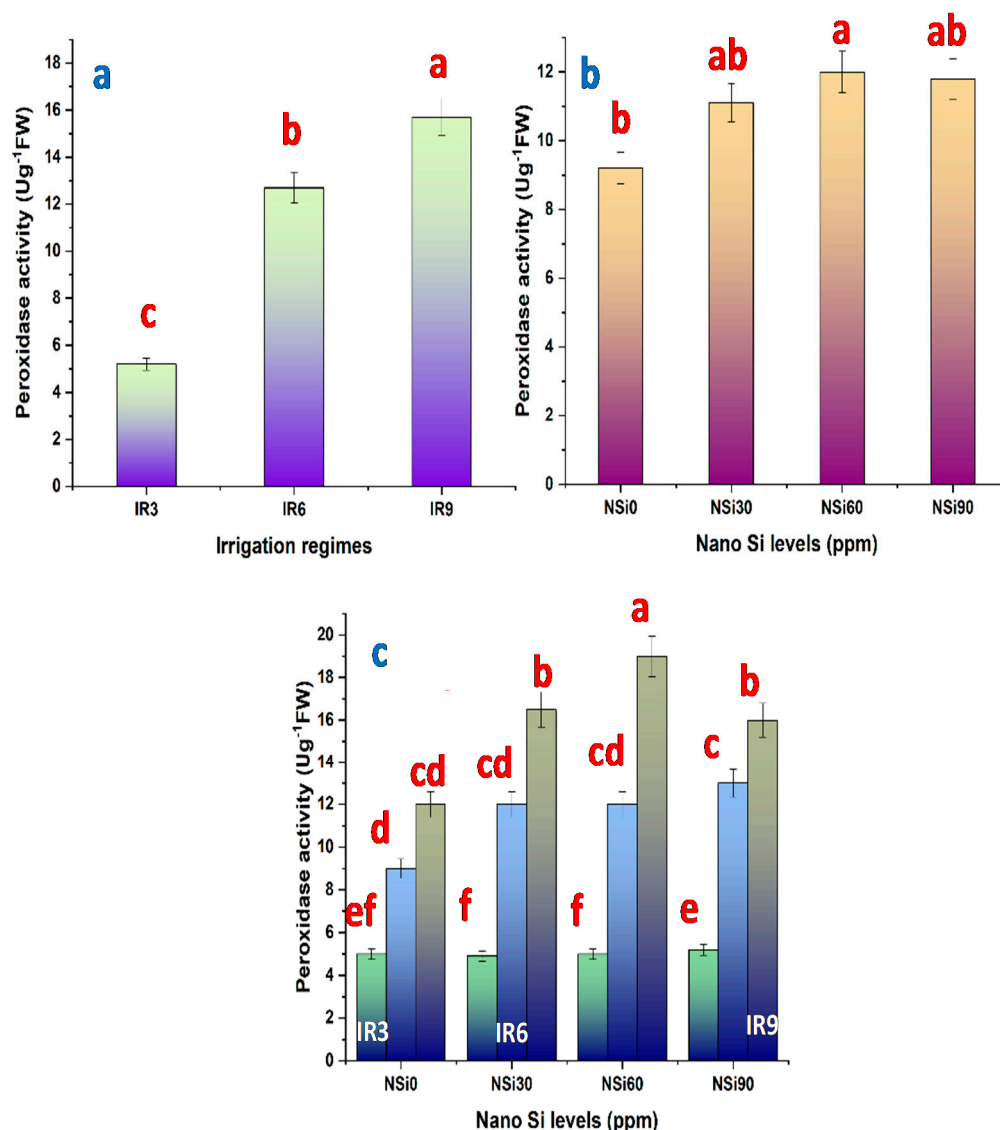 a
Peroxidase activity (Ug⁻¹FW)
18
16
14
12
10
8
6
4
2
0
c
b
a
IR3 IR6 IR9
Irrigation regimes
b
Peroxidase activity (Ug⁻¹FW)
12
10
8
6
4
2
0
b
ab
a
ab
NSi0 NSi30 NSi60 NSi90
Nano Si levels (ppm)
c
Peroxidase activity (Ug⁻¹FW)
20
18
16
14
12
10
8
6
4
2
0
ef
d
cd
f
cd
b
f
cd
a
e
c
b
IR3
IR6
IR9
NSi0 NSi30 NSi60 NSi90
Nano Si levels (ppm)